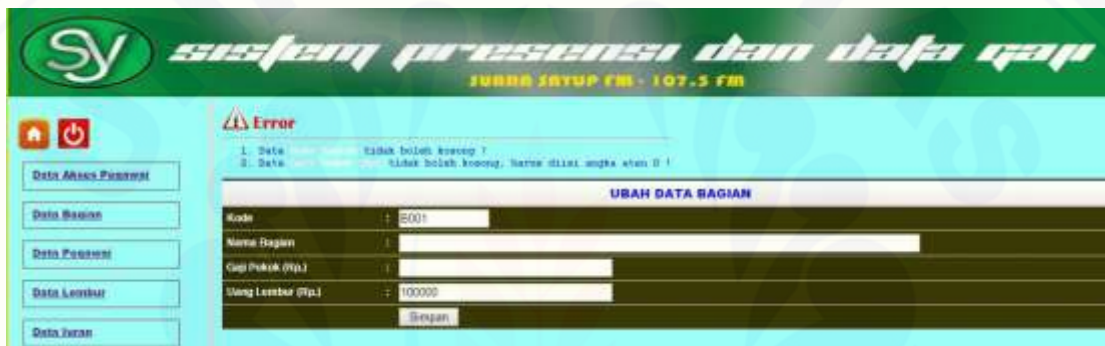 Sy sistem presensi dan data gaji
SUARA SAYUP FM - 107.5 FM
Error
1. Data tidak boleh kosong !
2. Data tidak boleh kosong, harus diisi angka atau 0 !
Data Akses Pegawai
Data Bagian
Data Pegawai
Data Lembur
Data Iuran
UBAH DATA BAGIAN
Kode : B001
Nama Bagian :
Gaji Pokok (Rp.) :
Uang Lembur (Rp.) : 100000
Simpan